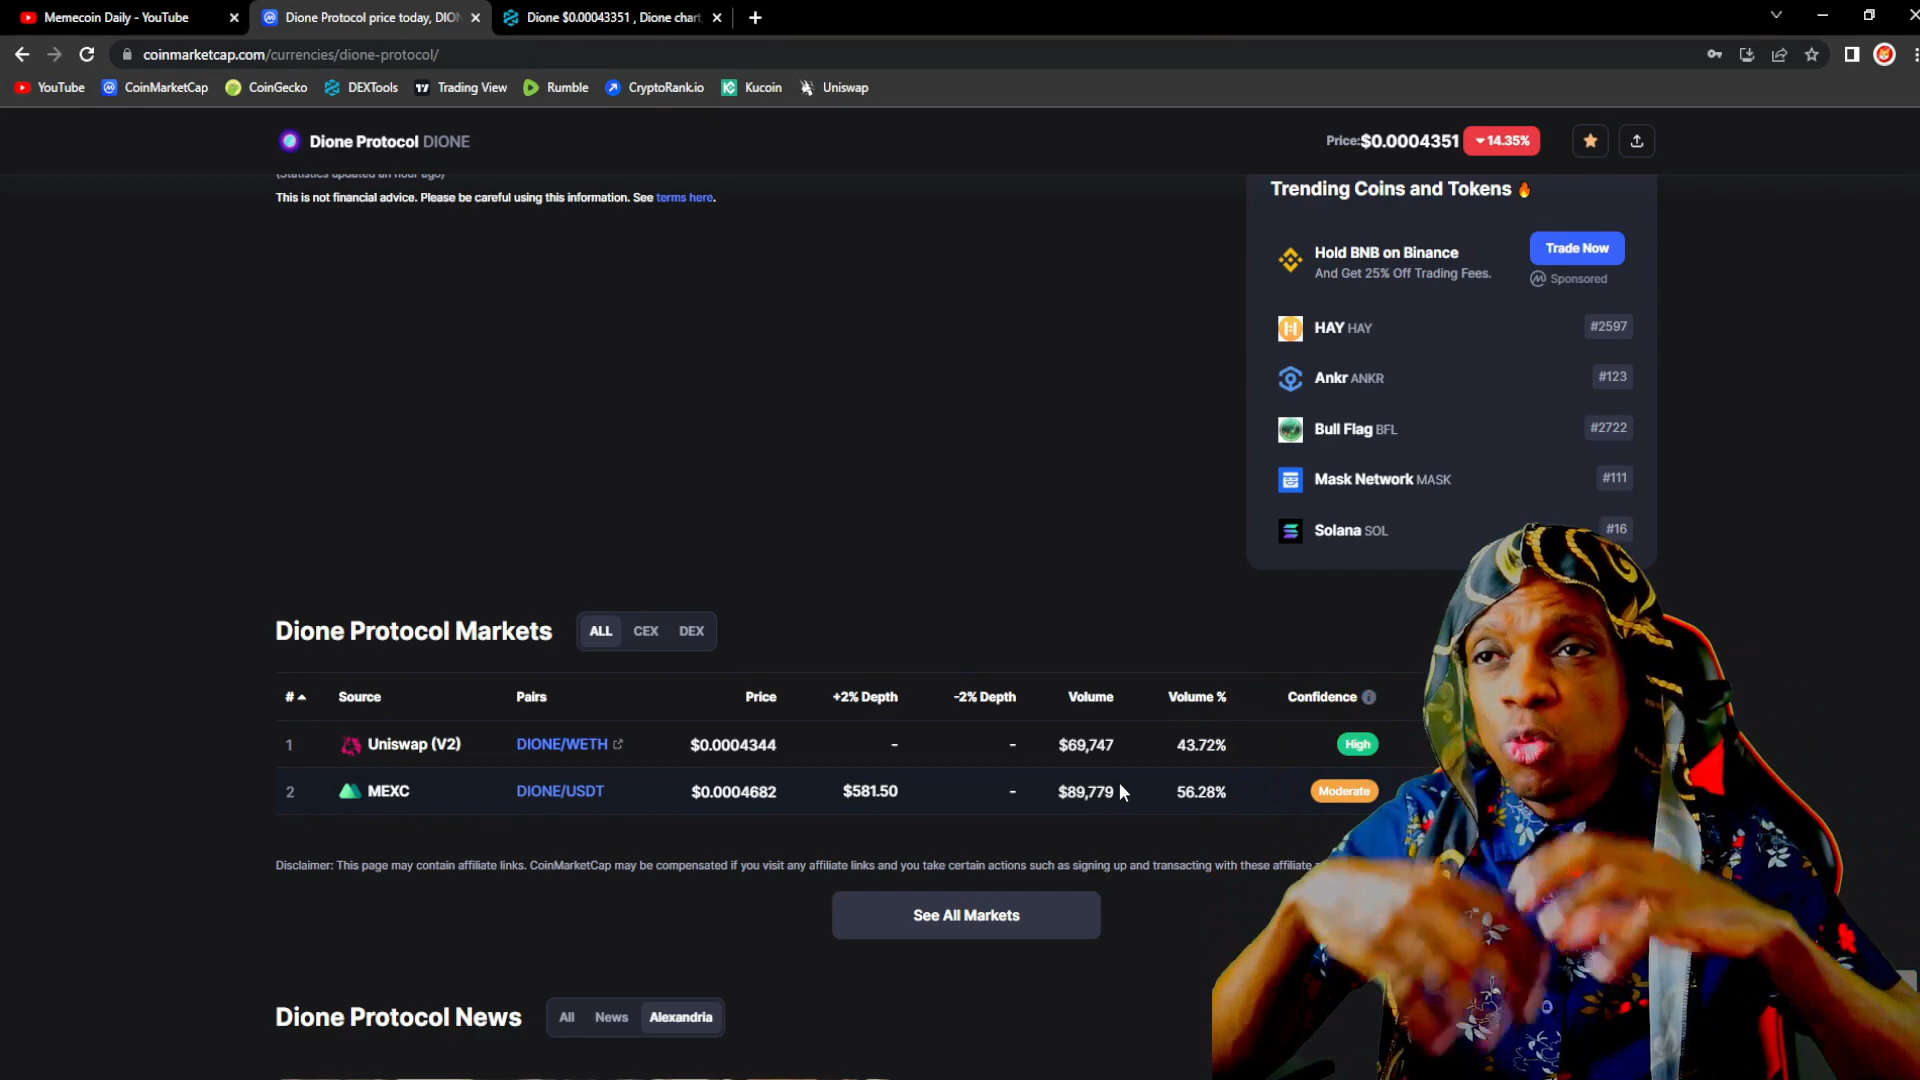 Memecoin Daily - YouTube
Dione Protocol price today, DIO
Dione $0.00043351 , Dione chart
coinmarketcap.com/currencies/dione-protocol/
YouTube CoinMarketCap CoinGecko DEXTools Trading View Rumble CryptoRank.io Kucoin Uniswap
Dione Protocol DIONE
Price:$0.0004351 14.35%
(Statistics updated an hour ago)
This is not financial advice. Please be careful using this information. See terms here.
Trending Coins and Tokens
Hold BNB on Binance
And Get 25% Off Trading Fees.
Trade Now
Sponsored
HAY HAY #2597
Ankr ANKR #123
Bull Flag BFL #2722
Mask Network MASK #111
Solana SOL #16
Dione Protocol Markets ALL CEX DEX
# Source Pairs Price +2% Depth -2% Depth Volume Volume % Confidence
1 Uniswap (V2) DIONE/WETH $0.0004344 - - $69,747 43.72% High
2 MEXC DIONE/USDT $0.0004682 +$581.50 - $89,779 56.28% Moderate
Disclaimer: This page may contain affiliate links. CoinMarketCap may be compensated if you visit any affiliate links and you take certain actions such as signing up and transacting with these affiliate
See All Markets
Dione Protocol News All News Alexandria